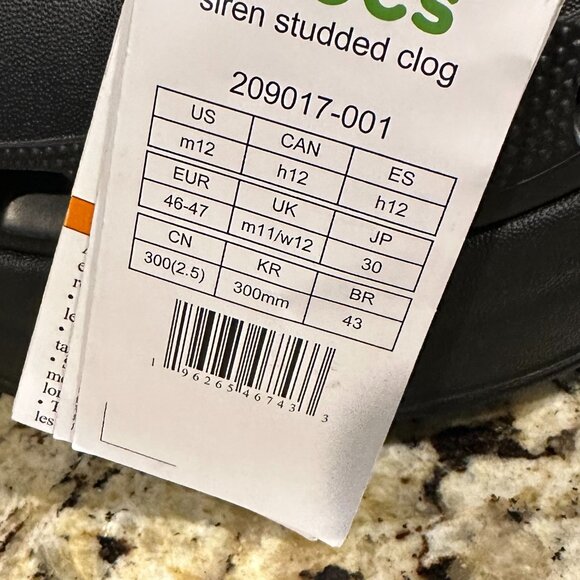 siren studded clog
209017-001
US CAN ES
m12 h12 h12
EUR UK JP
46-47 m11/w12 30
CN KR BR
300(2.5) 300mm 43
1 96265 46743 3